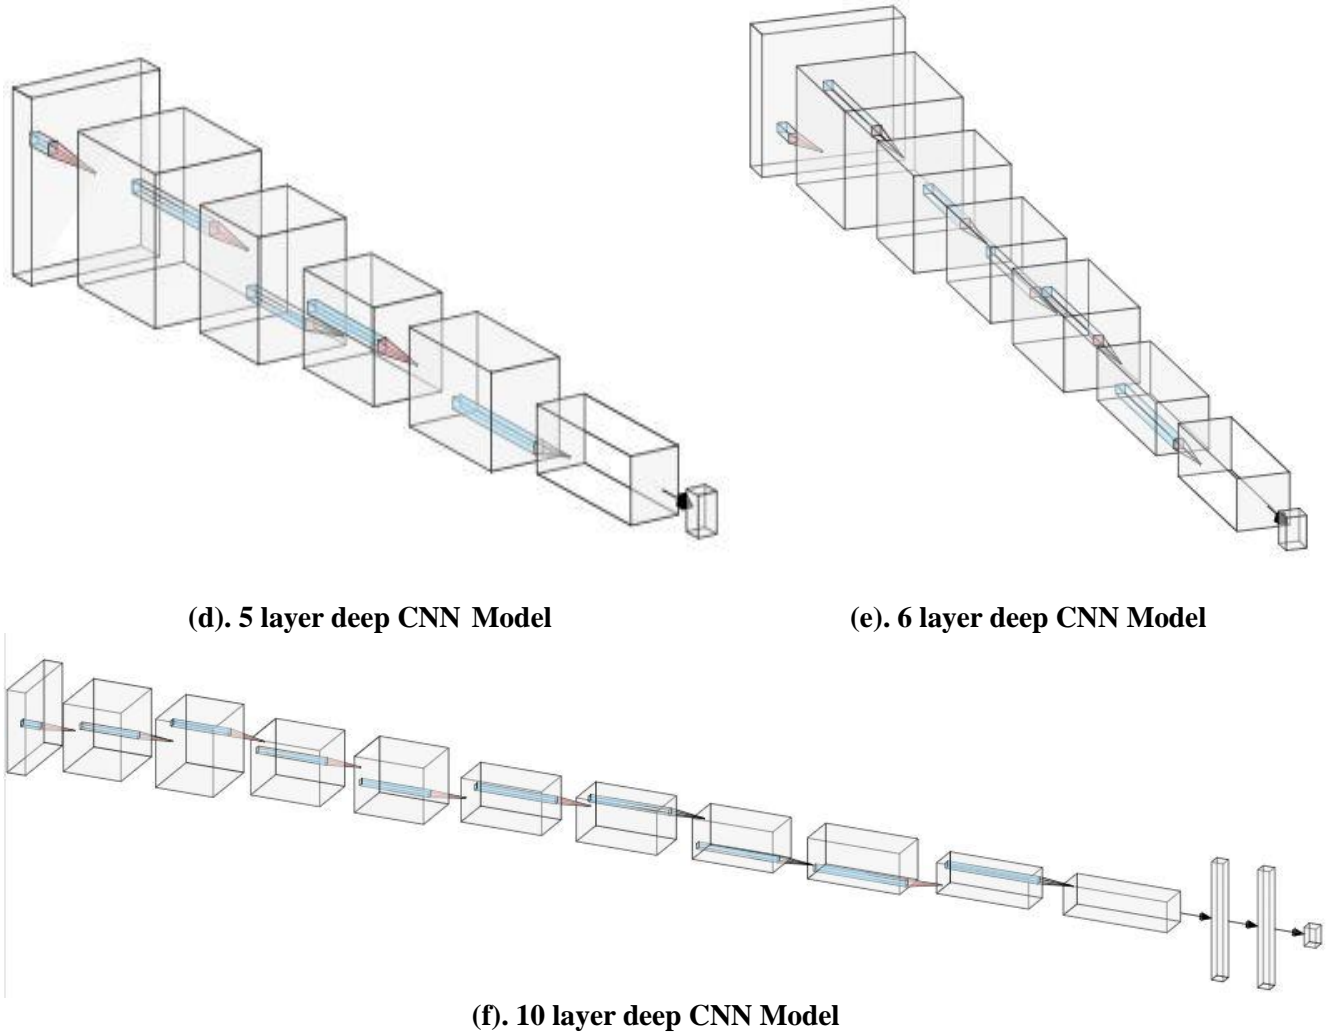 (d). 5 layer deep CNN Model
(e). 6 layer deep CNN Model
(f). 10 layer deep CNN Model